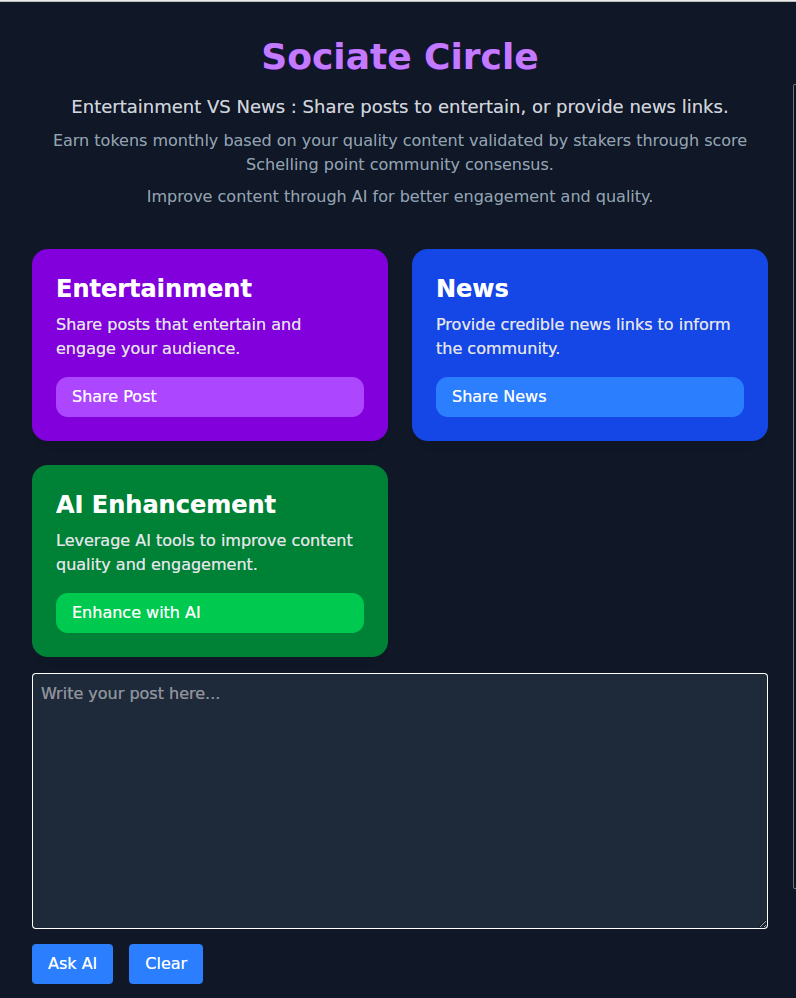 Sociate Circle
Entertainment VS News : Share posts to entertain, or provide news links.
Earn tokens monthly based on your quality content validated by stakers through score
Schelling point community consensus.
Improve content through AI for better engagement and quality.
Entertainment
Share posts that entertain and
engage your audience.
Share Post
News
Provide credible news links to inform
the community.
Share News
AI Enhancement
Leverage AI tools to improve content
quality and engagement.
Enhance with AI
Write your post here...
Ask AI
Clear